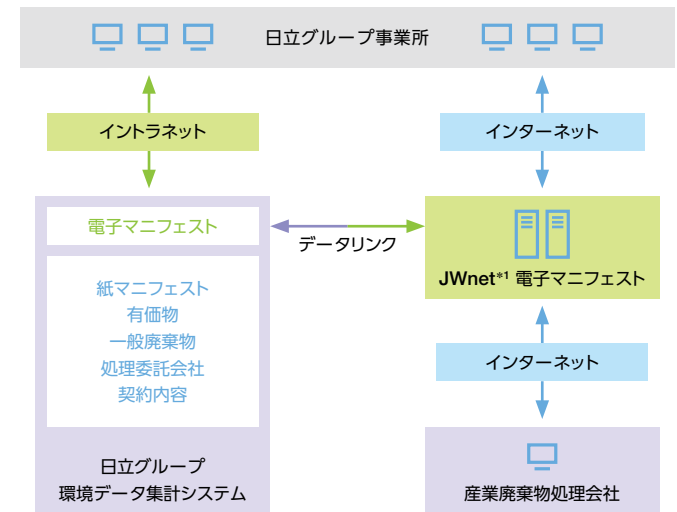 日立グループ事業所
イントラネット
インターネット
電子マニフェスト
データリンク
紙マニフェスト
有価物
一般廃棄物
処理委託会社
契約内容
JWnet*1 電子マニフェスト
インターネット
日立グループ
環境データ集計システム
産業廃棄物処理会社